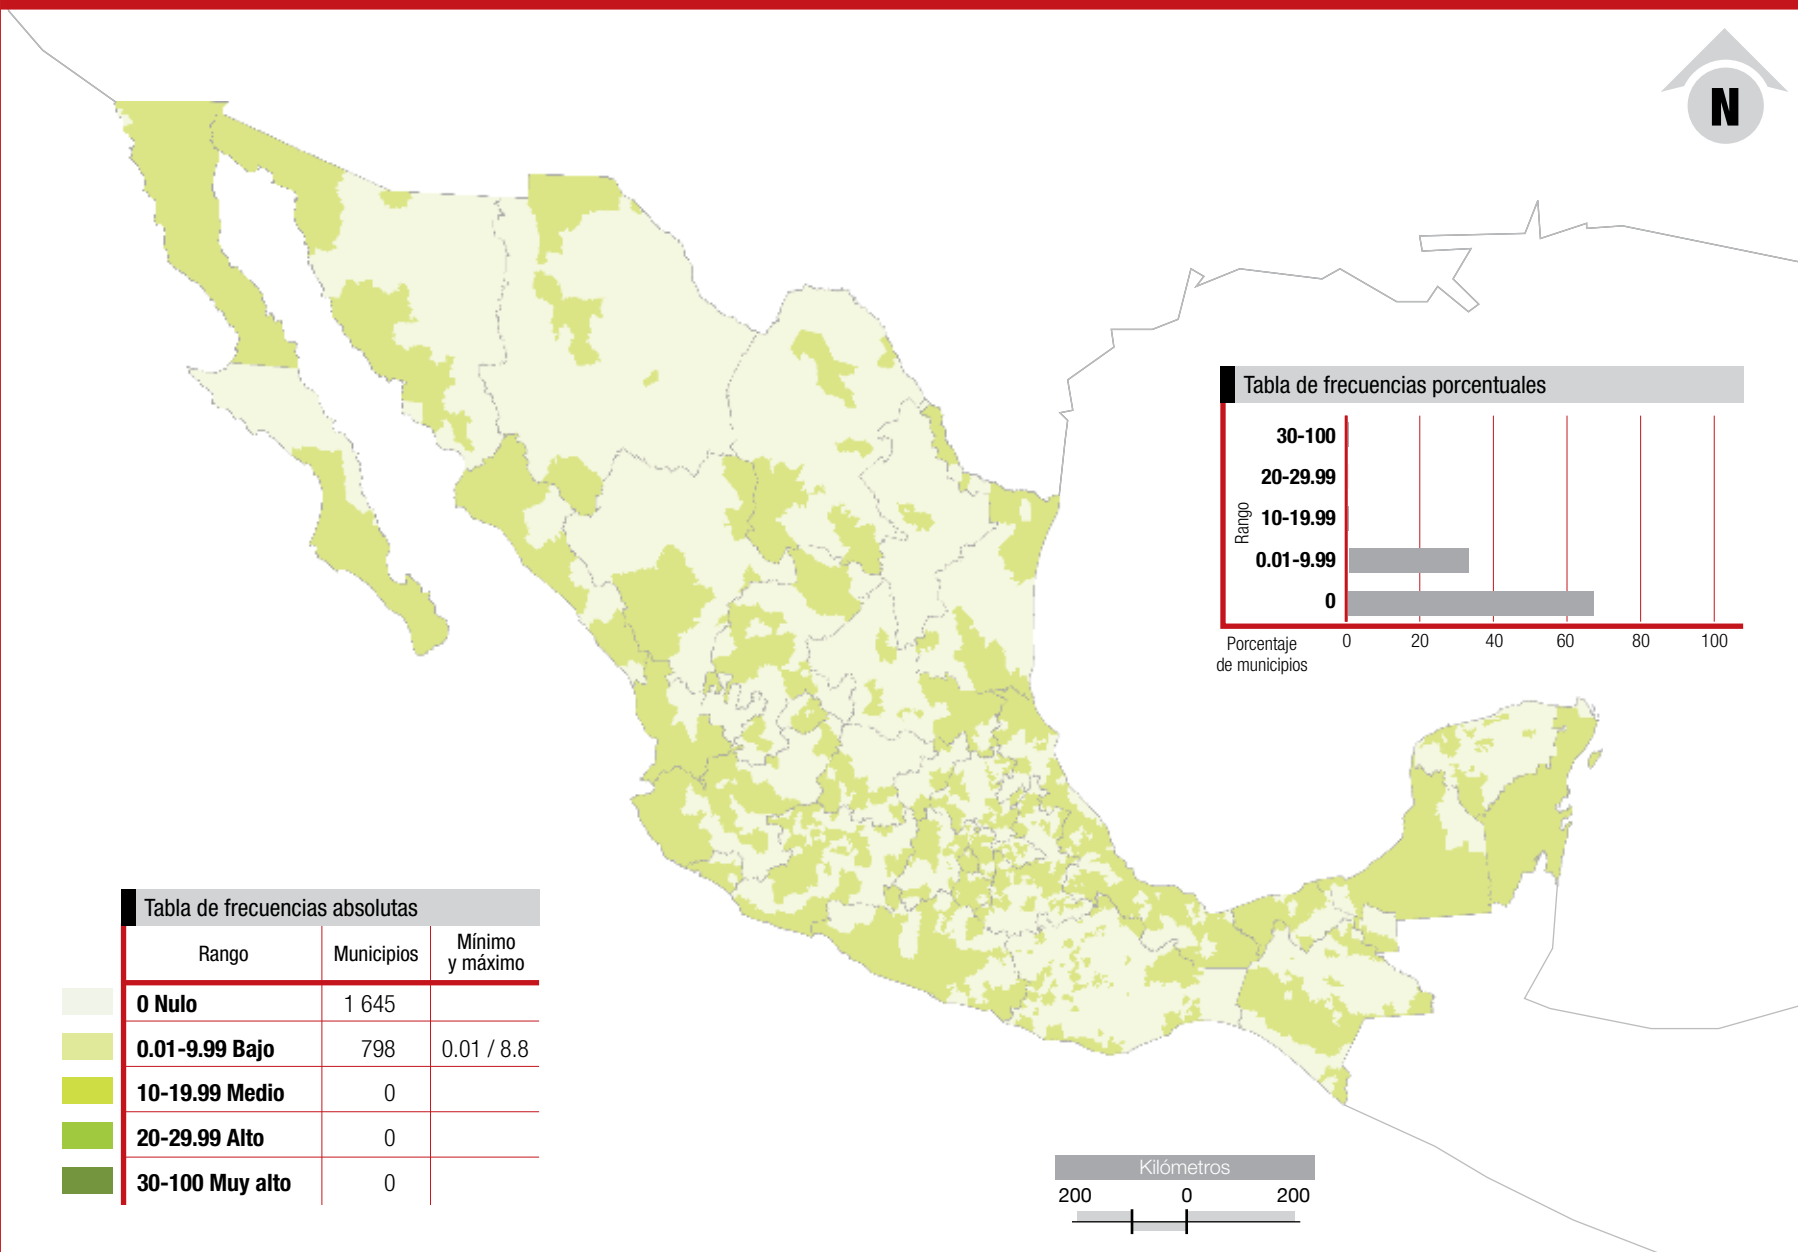 N
Tabla de frecuencias porcentuales
30-100
20-29.99
10-19.99
0.01-9.99
0
Rango
Porcentaje
de municipios
0 20 40 60 80 100
Tabla de frecuencias absolutas
Rango Municipios Mínimo
y máximo
0 Nulo 1 645
0.01-9.99 Bajo 798 0.01 / 8.8
10-19.99 Medio 0
20-29.99 Alto 0
30-100 Muy alto 0
Kilómetros
200 0 200